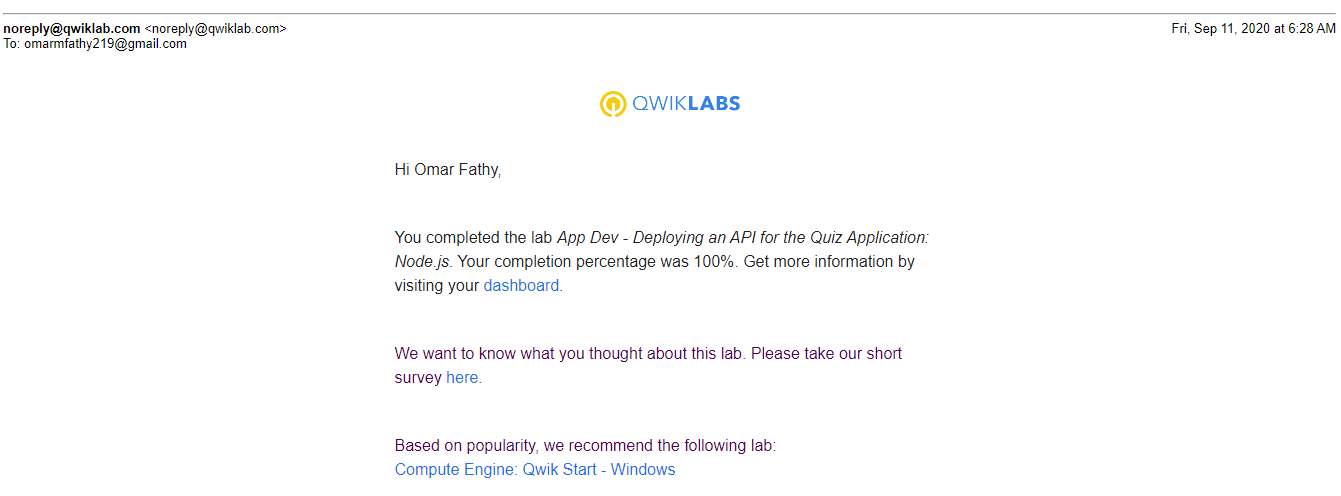 noreply@qwiklab.com <noreply@qwiklab.com>
Fri, Sep 11, 2020 at 6:28 AM
To: omarmfathy219@gmail.com
QWIKLABS
Hi Omar Fathy,
You completed the lab App Dev - Deploying an API for the Quiz Application:
Node.js. Your completion percentage was 100%. Get more information by
visiting your dashboard.
We want to know what you thought about this lab. Please take our short
survey here.
Based on popularity, we recommend the following lab:
Compute Engine: Qwik Start - Windows